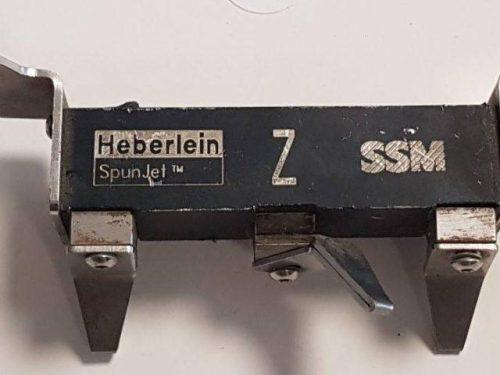 Heberlein
SpunJet™
Z
SSM